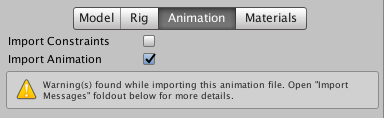 Model Rig Animation Materials
Import Constraints
Import Animation
Warning(s) found while importing this animation file. Open "Import
Messages" foldout below for more details.